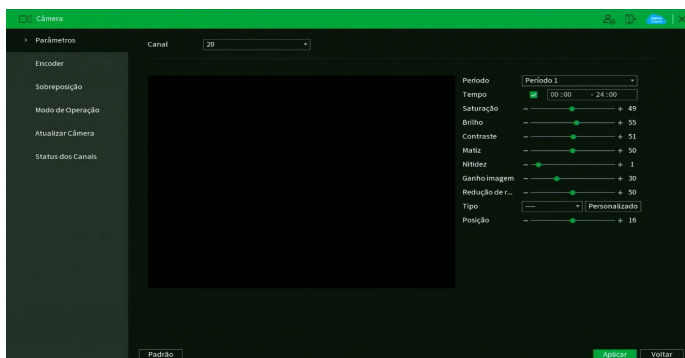 Câmera
Parâmetros
Encoder
Sobreposição
Modo de Operação
Atualizar Câmera
Status dos Canais
Canal 20
Período Período 1
Tempo 00 : 00 - 24 : 00
Saturação - + 49
Brilho - + 55
Contraste - + 51
Matiz - + 50
Nitidez - + 1
Ganho imagem - + 30
Redução de r... - + 50
Tipo ---- Personalizado
Posição - + 16
Padrão Aplicar Voltar